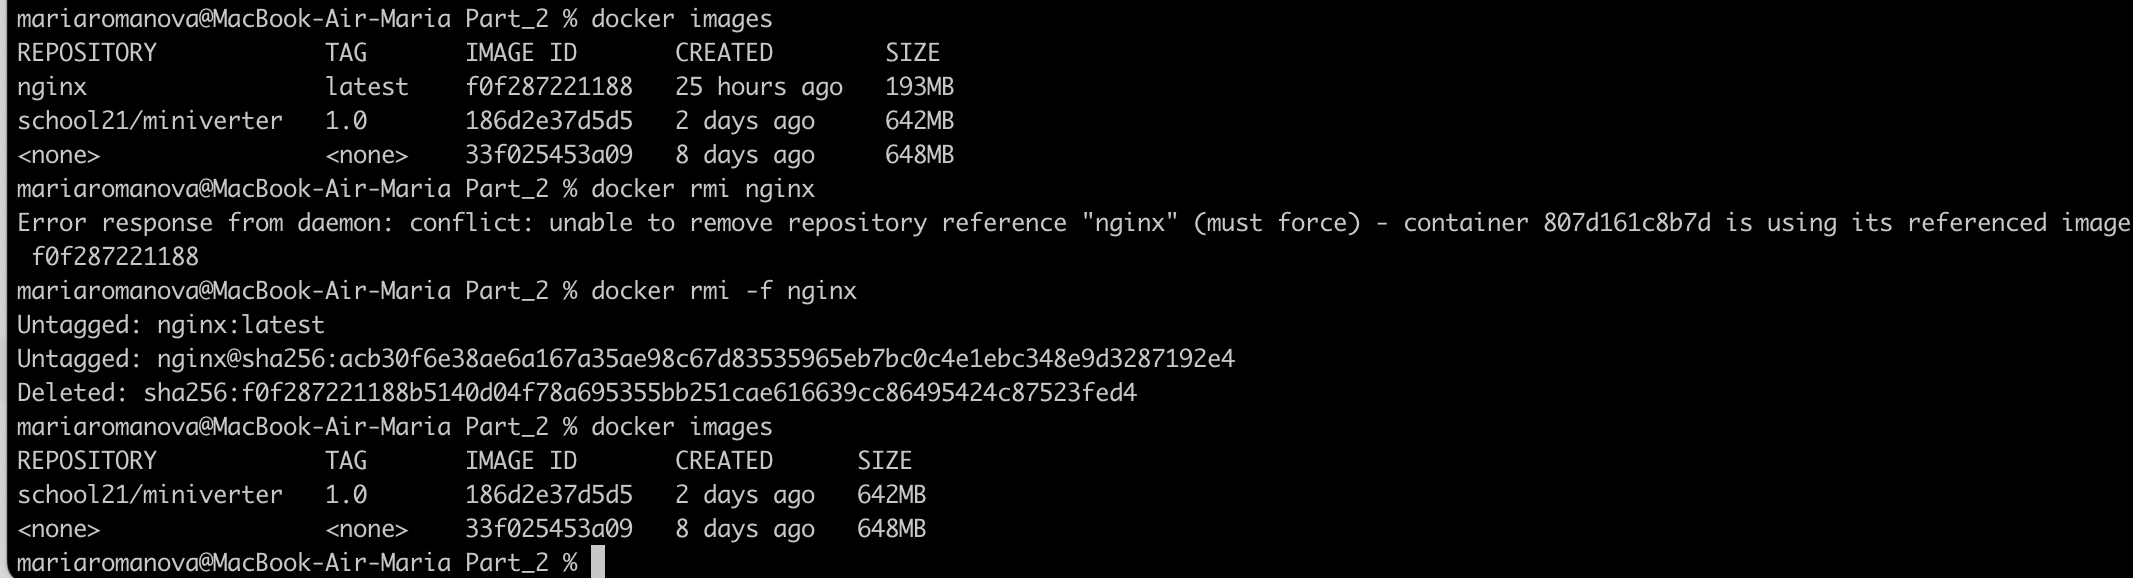 mariaromanova@MacBook-Air-Maria Part_2 % docker images
REPOSITORY            TAG       IMAGE ID       CREATED        SIZE
nginx                 latest    f0f287221188   25 hours ago   193MB
school21/miniverter   1.0       186d2e37d5d5   2 days ago     642MB
<none>                <none>    33f025453a09   8 days ago     648MB
mariaromanova@MacBook-Air-Maria Part_2 % docker rmi nginx
Error response from daemon: conflict: unable to remove repository reference "nginx" (must force) - container 807d161c8b7d is using its referenced image
 f0f287221188
mariaromanova@MacBook-Air-Maria Part_2 % docker rmi -f nginx
Untagged: nginx:latest
Untagged: nginx@sha256:acb30f6e38ae6a167a35ae98c67d83535965eb7bc0c4e1ebc348e9d3287192e4
Deleted: sha256:f0f287221188b5140d04f78a695355bb251cae616639cc86495424c87523fed4
mariaromanova@MacBook-Air-Maria Part_2 % docker images
REPOSITORY            TAG       IMAGE ID       CREATED      SIZE
school21/miniverter   1.0       186d2e37d5d5   2 days ago   642MB
<none>                <none>    33f025453a09   8 days ago   648MB
mariaromanova@MacBook-Air-Maria Part_2 %